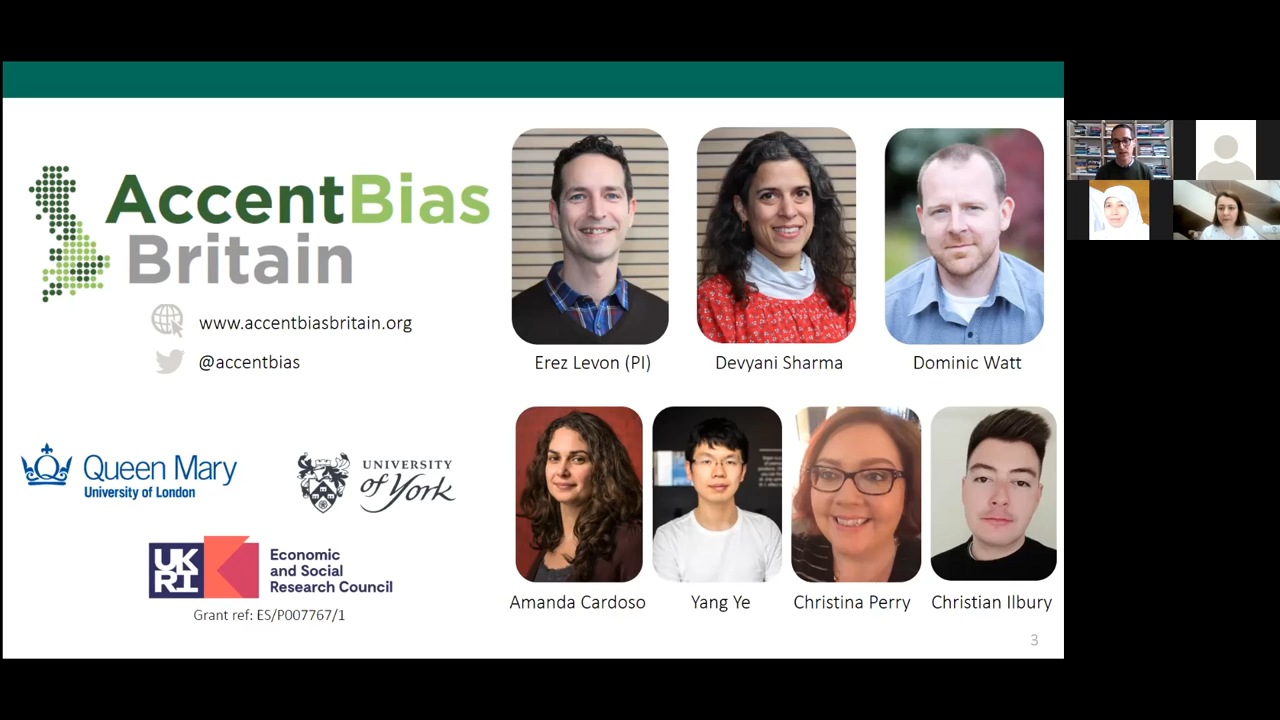 AccentBias
Britain
www.accentbiasbritain.org
@accentbias
Queen Mary
University of London
UNIVERSITY
of York
UK
RI
Economic
and Social
Research Council
Grant ref: ES/P007767/1
Erez Levon (PI)
Devyani Sharma
Dominic Watt
Amanda Cardoso
Yang Ye
Christina Perry
Christian Ilbury
3